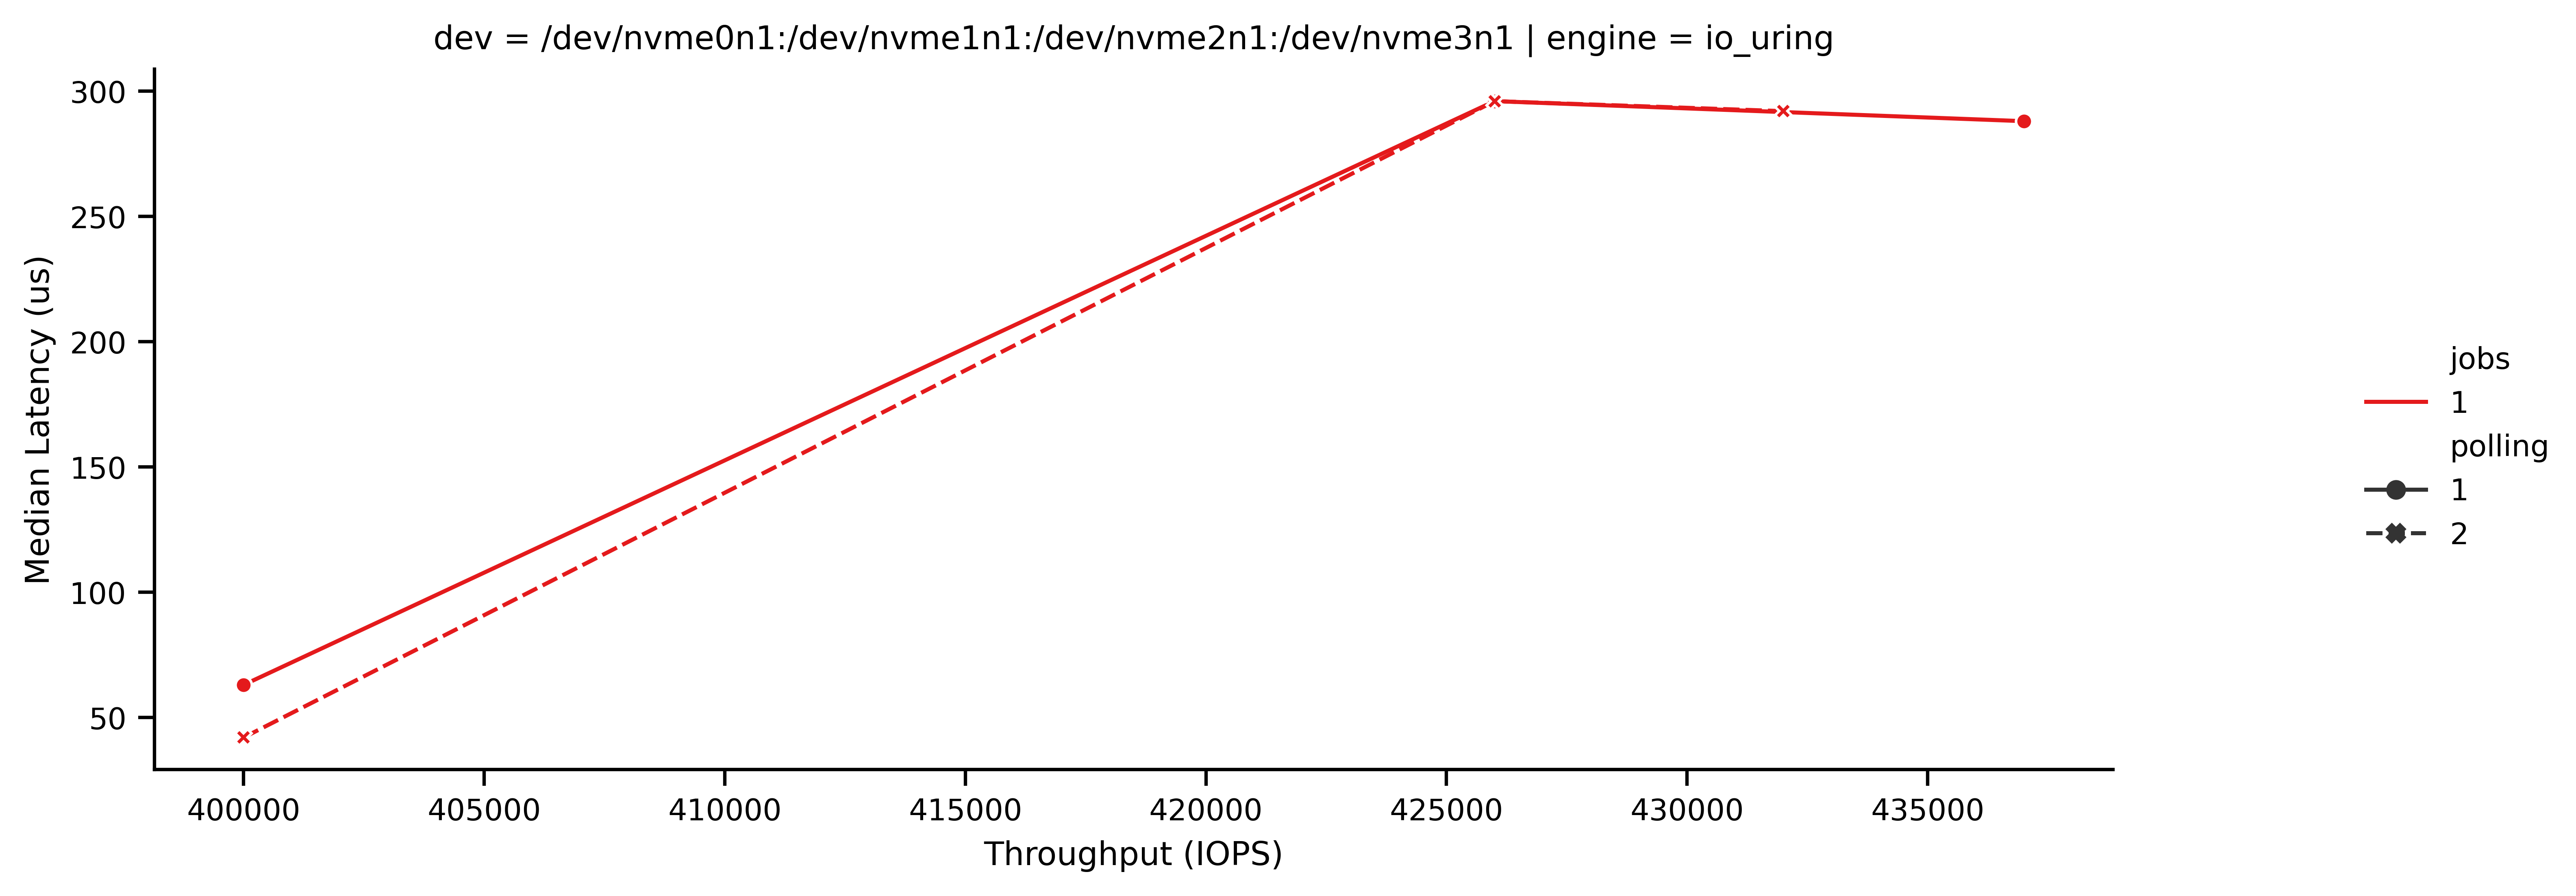 dev = /dev/nvme0n1:/dev/nvme1n1:/dev/nvme2n1:/dev/nvme3n1 | engine = io_uring
Median Latency (us)
300
250
200
150
100
50
400000 405000 410000 415000 420000 425000 430000 435000
Throughput (IOPS)
jobs
1
polling
1
2